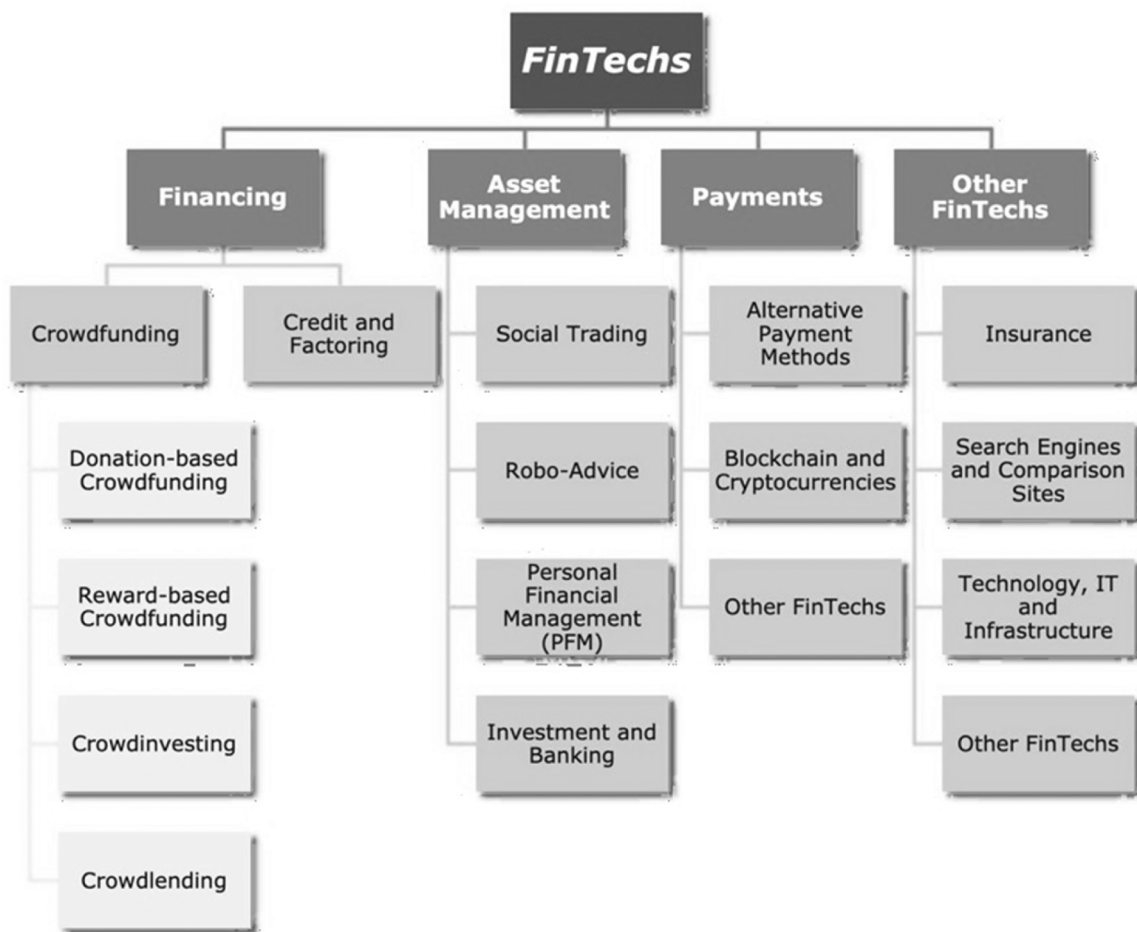 FinTechs
Financing
Asset
Management
Payments
Other
FinTechs
Crowdfunding
Credit and
Factoring
Donation-based
Crowdfunding
Reward-based
Crowdfunding
Crowdinvesting
Crowdlending
Social Trading
Robo-Advice
Personal
Financial
Management
(PFM)
Investment and
Banking
Alternative
Payment
Methods
Blockchain and
Cryptocurrencies
Other FinTechs
Insurance
Search Engines
and Comparison
Sites
Technology, IT
and
Infrastructure
Other FinTechs